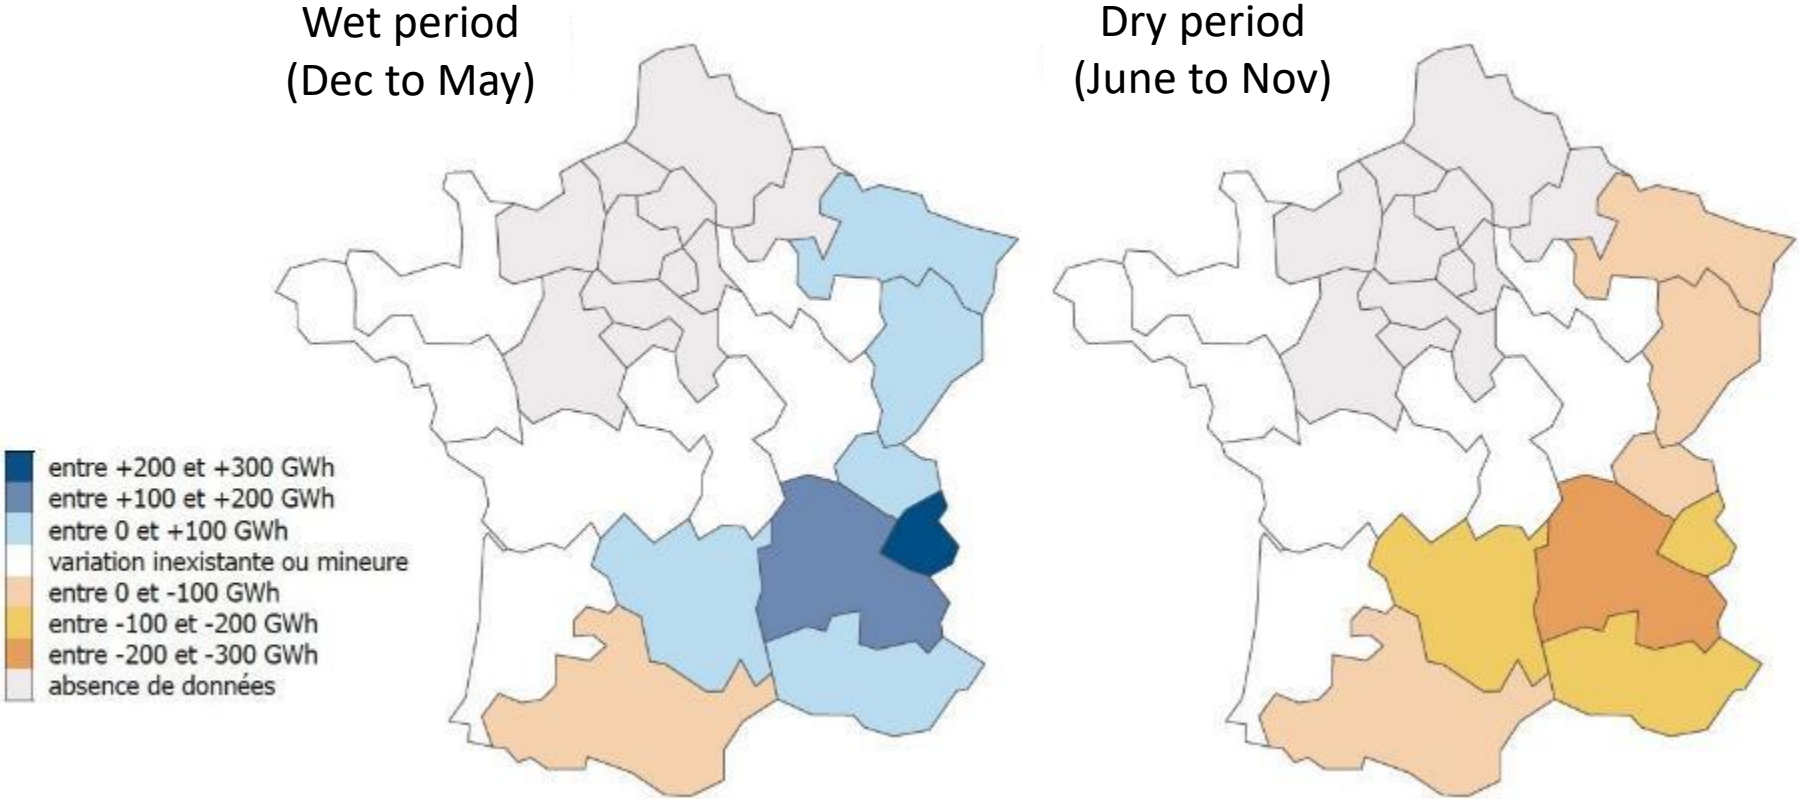 Wet period
(Dec to May)
Dry period
(June to Nov)
entre +200 et +300 GWh
entre +100 et +200 GWh
entre 0 et +100 GWh
variation inexistante ou mineure
entre 0 et -100 GWh
entre -100 et -200 GWh
entre -200 et -300 GWh
absence de données